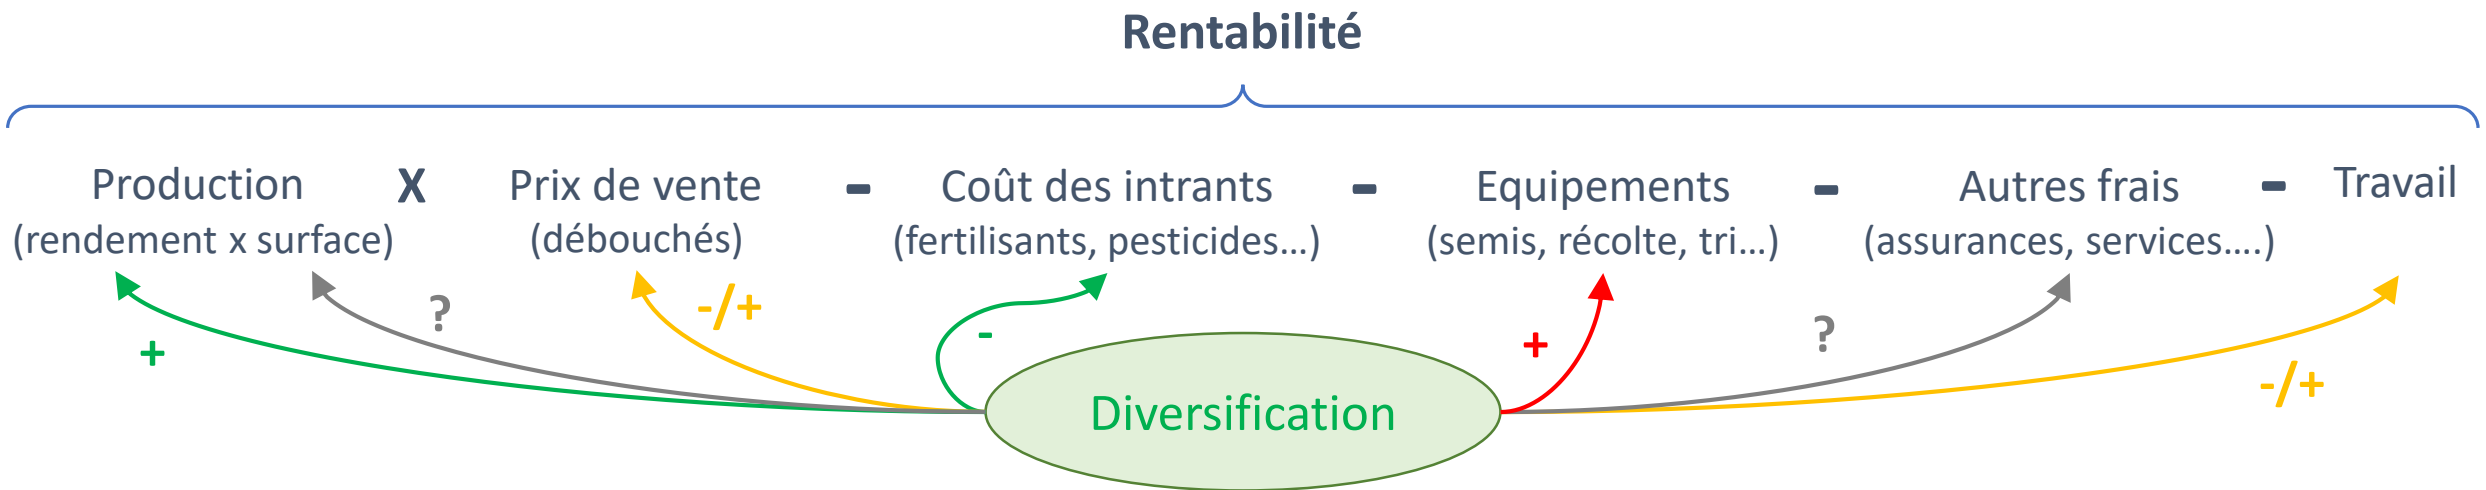 Rentabilité
Production X Prix de vente - Coût des intrants - Equipements - Autres frais - Travail
(rendement x surface) (débouchés) (fertilisants, pesticides...) (semis, récolte, tri...) (assurances, services....)
+ ? -/+ - + ? -/+
Diversification